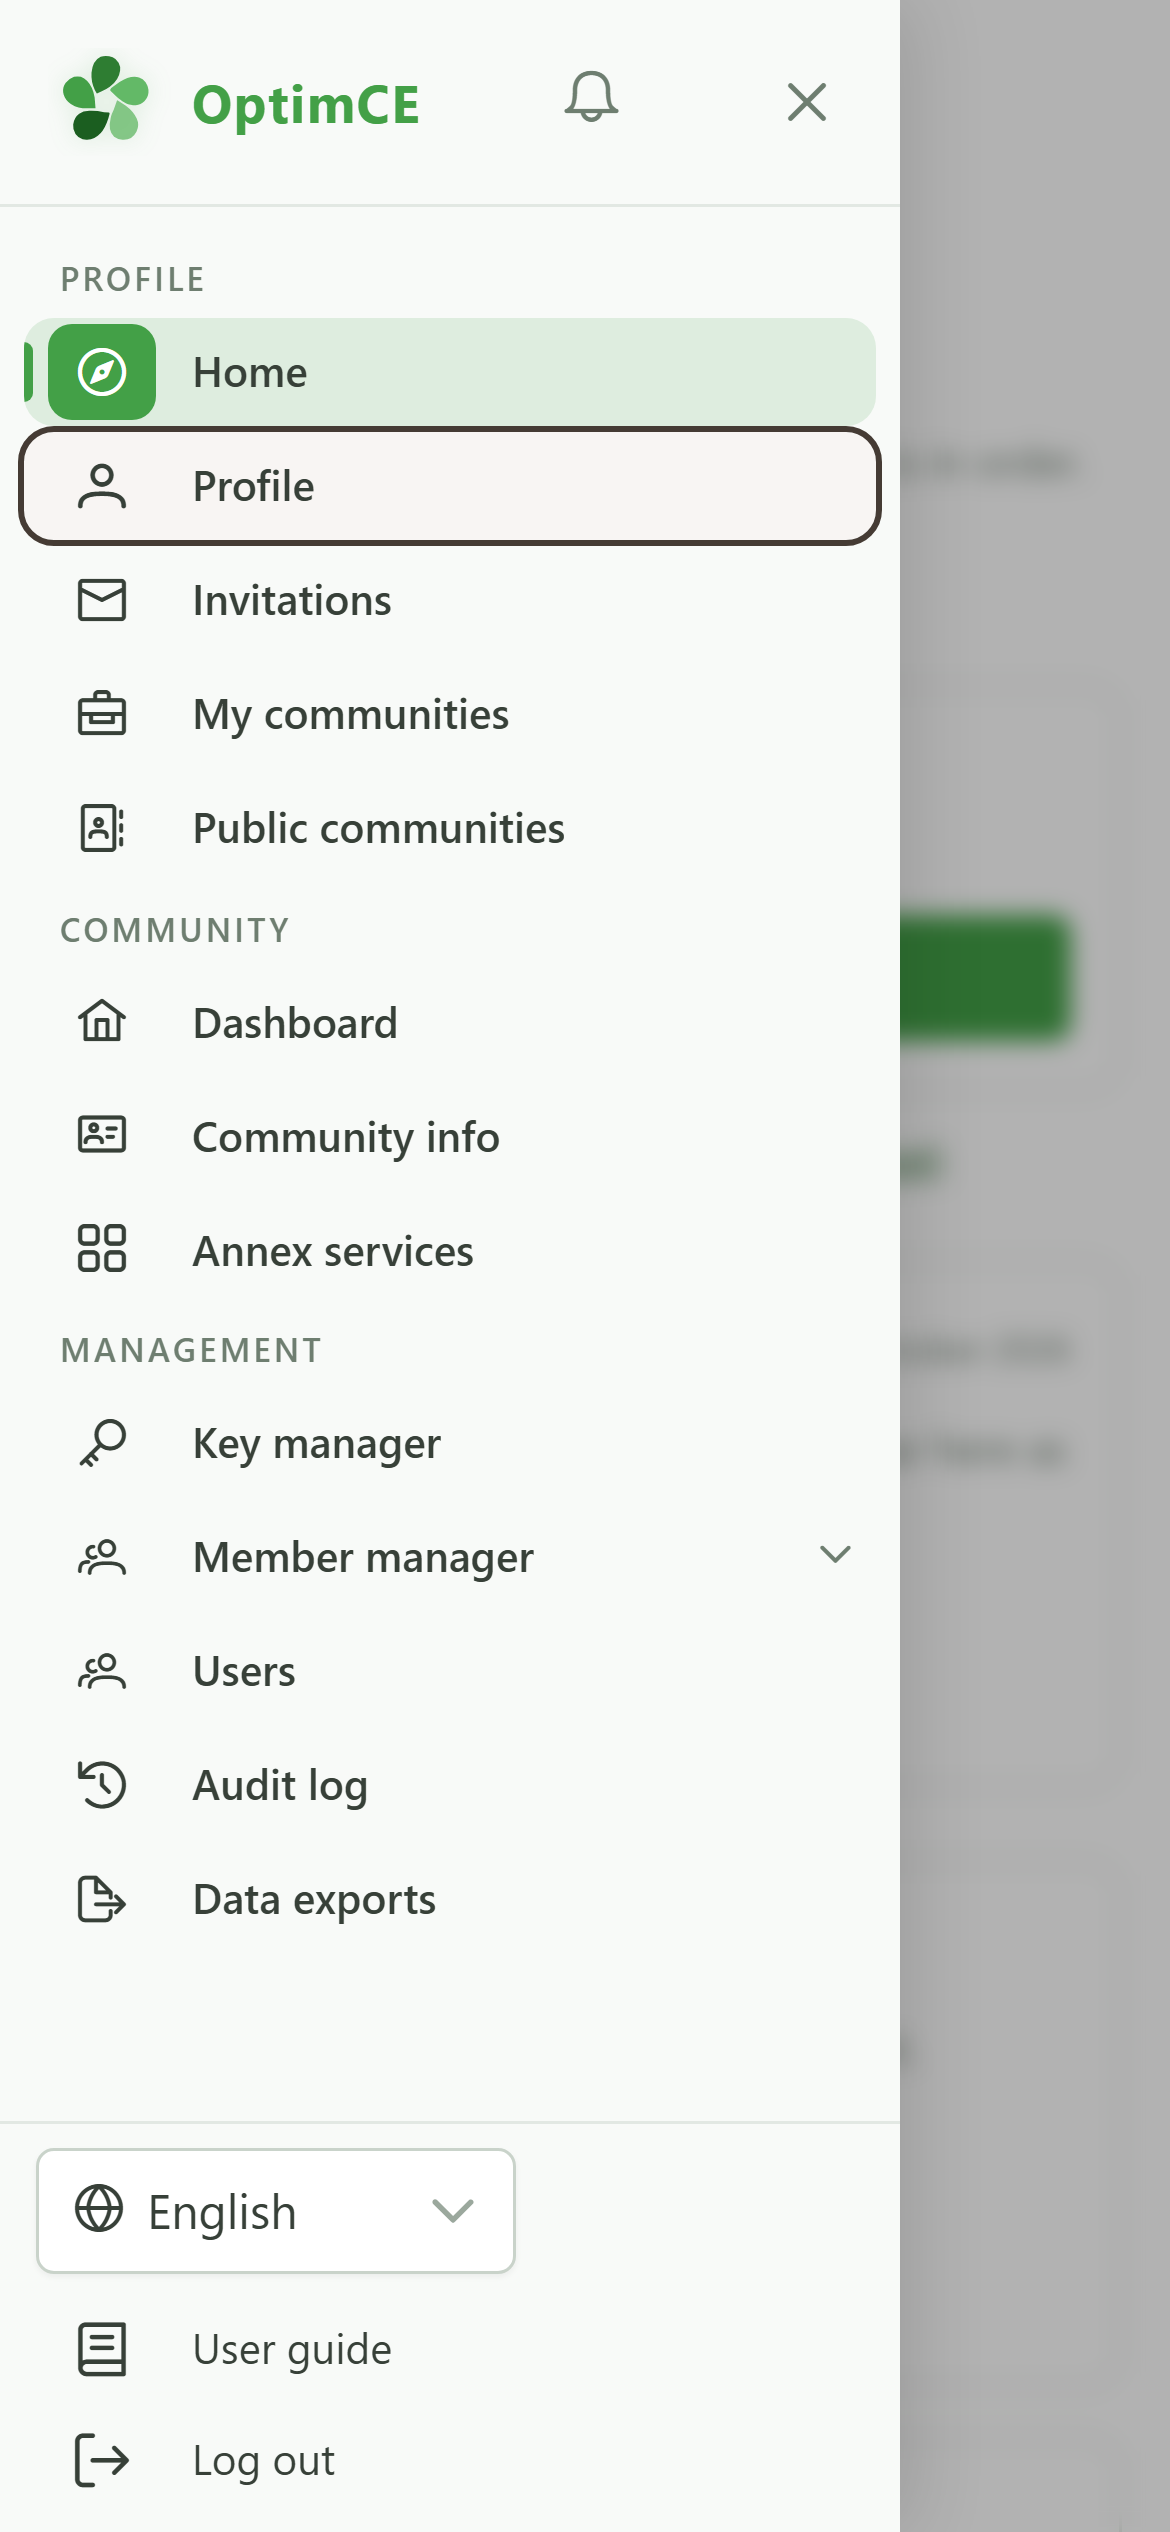 OptimCE
PROFILE
Home
Profile
Invitations
My communities
Public communities
COMMUNITY
Dashboard
Community info
Annex services
MANAGEMENT
Key manager
Member manager
Users
Audit log
Data exports
English
User guide
Log out